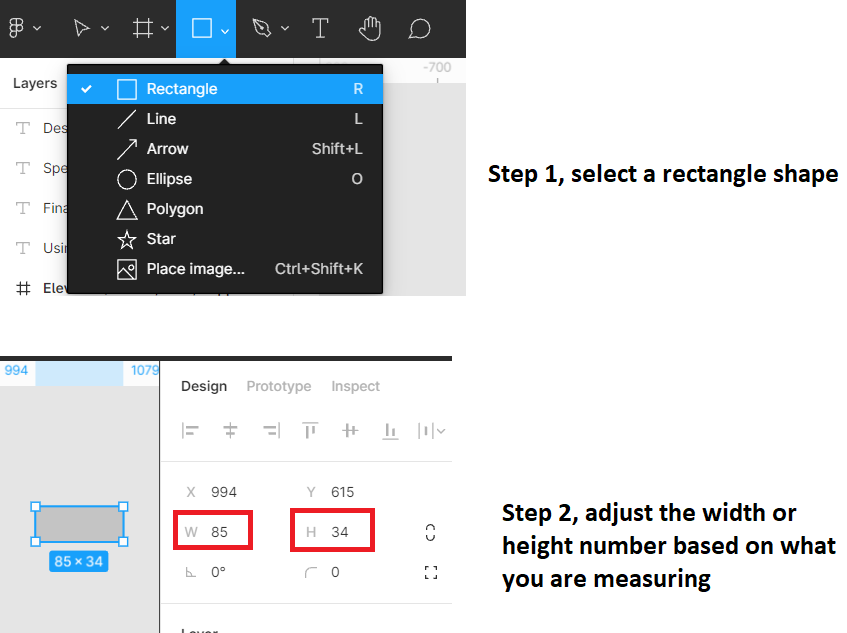 -700
Layers
Rectangle R
Line L
Arrow Shift+L
Ellipse O
Polygon
Star
Place image... Ctrl+Shift+K
Des
Spe
Fina
Usin
Elev
Step 1, select a rectangle shape
994 1079
Design Prototype Inspect
X 994 Y 615
W 85 H 34
0° 0
85 × 34
Layer
Step 2, adjust the width or
height number based on what
you are measuring